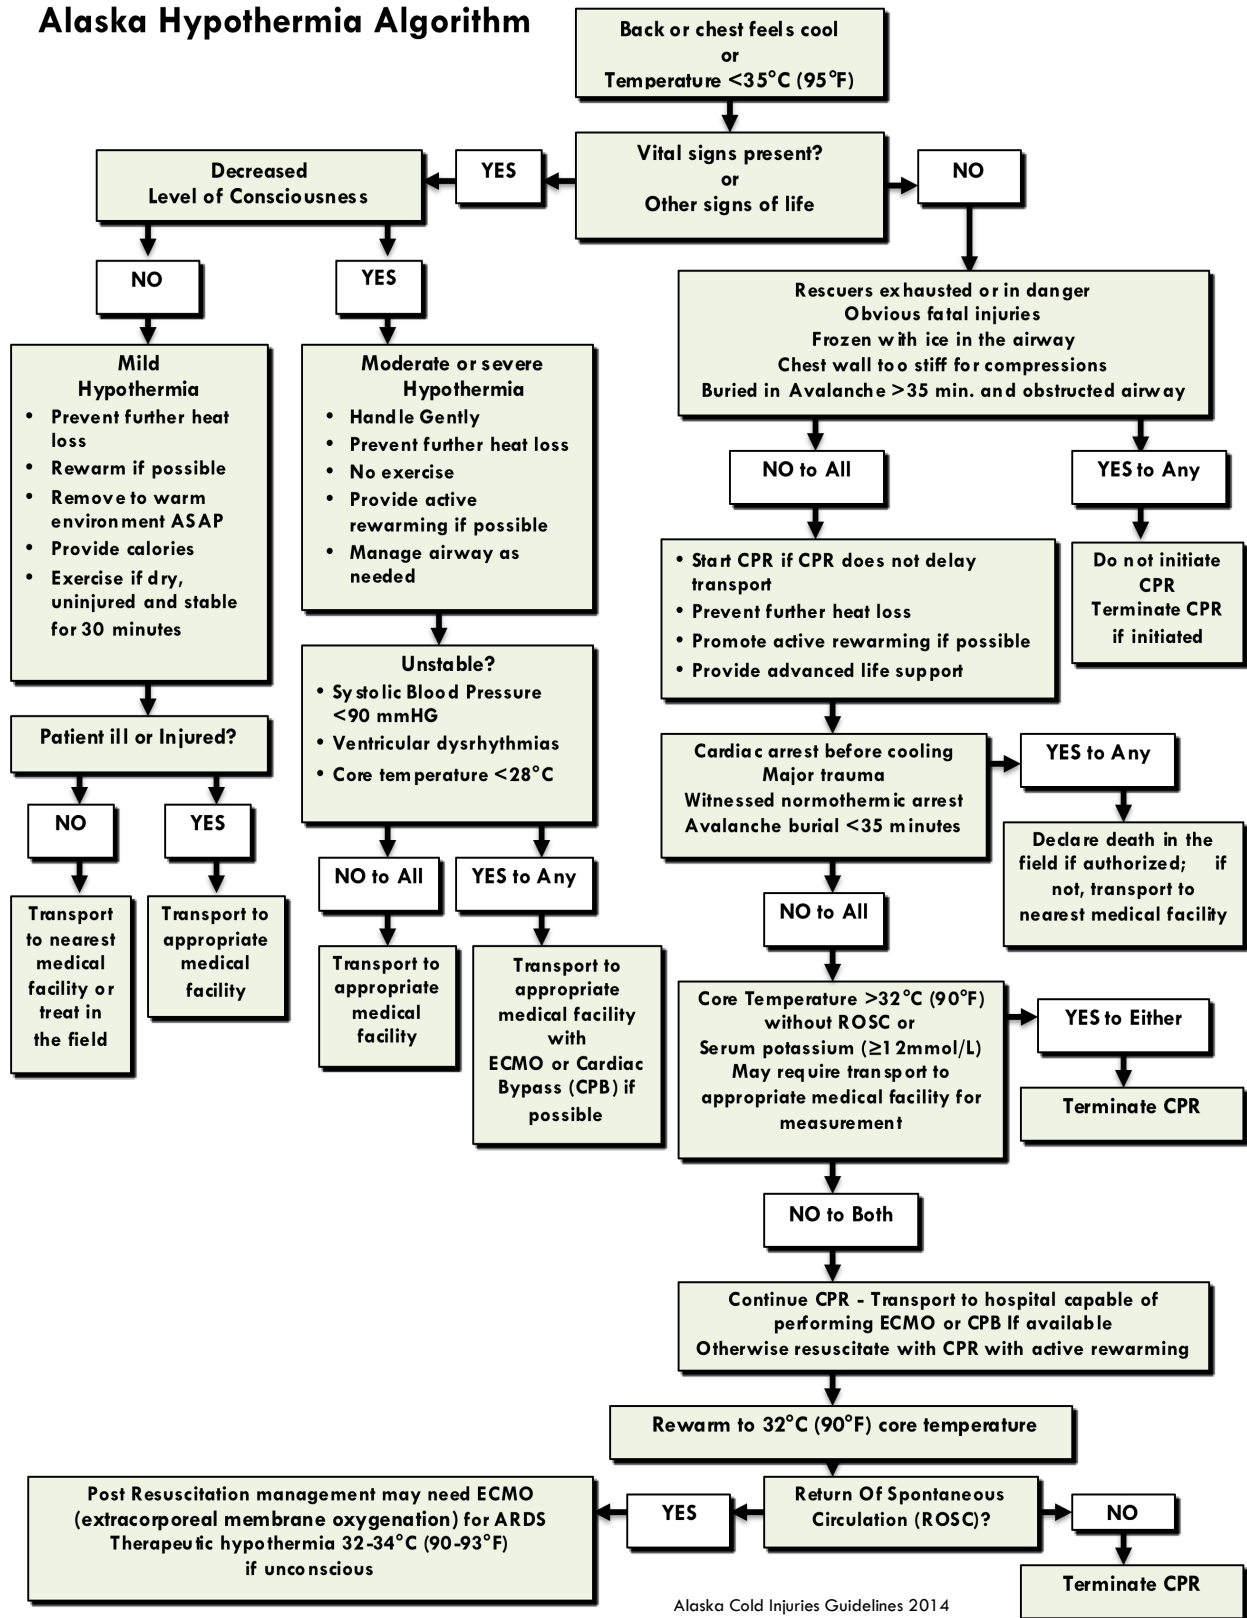 Alaska Hypothermia Algorithm
Back or chest feels cool
or
Temperature <35°C (95°F)
Vital signs present?
or
Other signs of life
YES
NO
Decreased
Level of Consciousness
NO
YES
Mild
Hypothermia
• Prevent further heat
loss
• Rewarm if possible
• Remove to warm
environment ASAP
• Provide calories
• Exercise if dry,
uninjured and stable
for 30 minutes
Patient ill or Injured?
NO
YES
Transport
to nearest
medical
facility or
treat in
the field
Transport to
appropriate
medical
facility
Moderate or severe
Hypothermia
• Handle Gently
• Prevent further heat loss
• No exercise
• Provide active
rewarming if possible
• Manage airway as
needed
Unstable?
• Systolic Blood Pressure
<90 mmHG
• Ventricular dysrhythmias
• Core temperature <28°C
NO to All
YES to Any
Transport to
appropriate
medical
facility
Transport to
appropriate
medical facility
with
ECMO or Cardiac
Bypass (CPB) if
possible
Rescuers exhausted or in danger
Obvious fatal injuries
Frozen with ice in the airway
Chest wall too stiff for compressions
Buried in Avalanche >35 min. and obstructed airway
NO to All
YES to Any
Do not initiate
CPR
Terminate CPR
if initiated
• Start CPR if CPR does not delay
transport
• Prevent further heat loss
• Promote active rewarming if possible
• Provide advanced life support
Cardiac arrest before cooling
Major trauma
Witnessed normothermic arrest
Avalanche burial <35 minutes
YES to Any
Declare death in the
field if authorized; if
not, transport to
nearest medical facility
NO to All
Core Temperature >32°C (90°F)
without ROSC or
Serum potassium (≥12mmol/L)
May require transport to
appropriate medical facility for
measurement
YES to Either
Terminate CPR
NO to Both
Continue CPR - Transport to hospital capable of
performing ECMO or CPB If available
Otherwise resuscitate with CPR with active rewarming
Rewarm to 32°C (90°F) core temperature
Return Of Spontaneous
Circulation (ROSC)?
YES
NO
Post Resuscitation management may need ECMO
(extracorporeal membrane oxygenation) for ARDS
Therapeutic hypothermia 32-34°C (90-93°F)
if unconscious
Terminate CPR
Alaska Cold Injuries Guidelines 2014